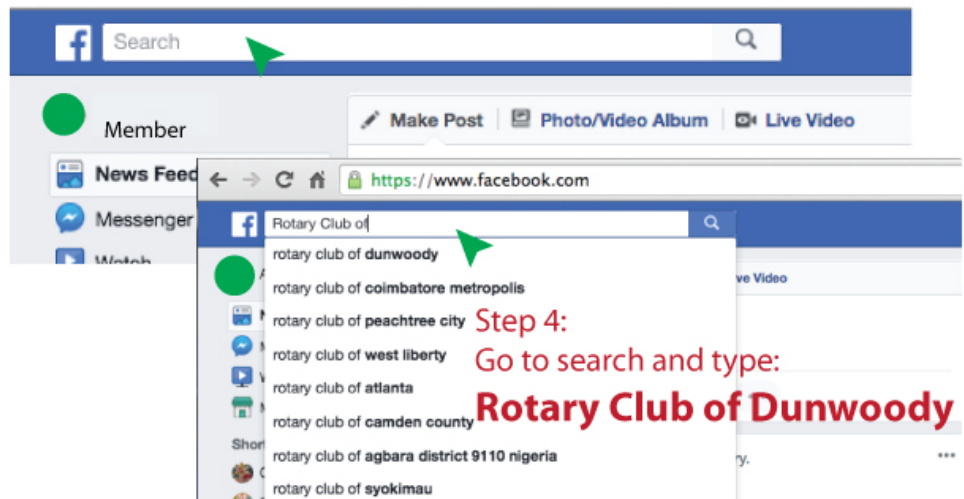 Search
Member
Make Post
Photo/Video Album
Live Video
News Feed
Messenger
Watch
https://www.facebook.com
Rotary Club of
rotary club of dunwoody
rotary club of coimbatore metropolis
rotary club of peachtree city
rotary club of west liberty
rotary club of atlanta
rotary club of camden county
rotary club of agbara district 9110 nigeria
rotary club of syokimau
ve Video
Step 4:
Go to search and type:
Rotary Club of Dunwoody
Shor
ry.